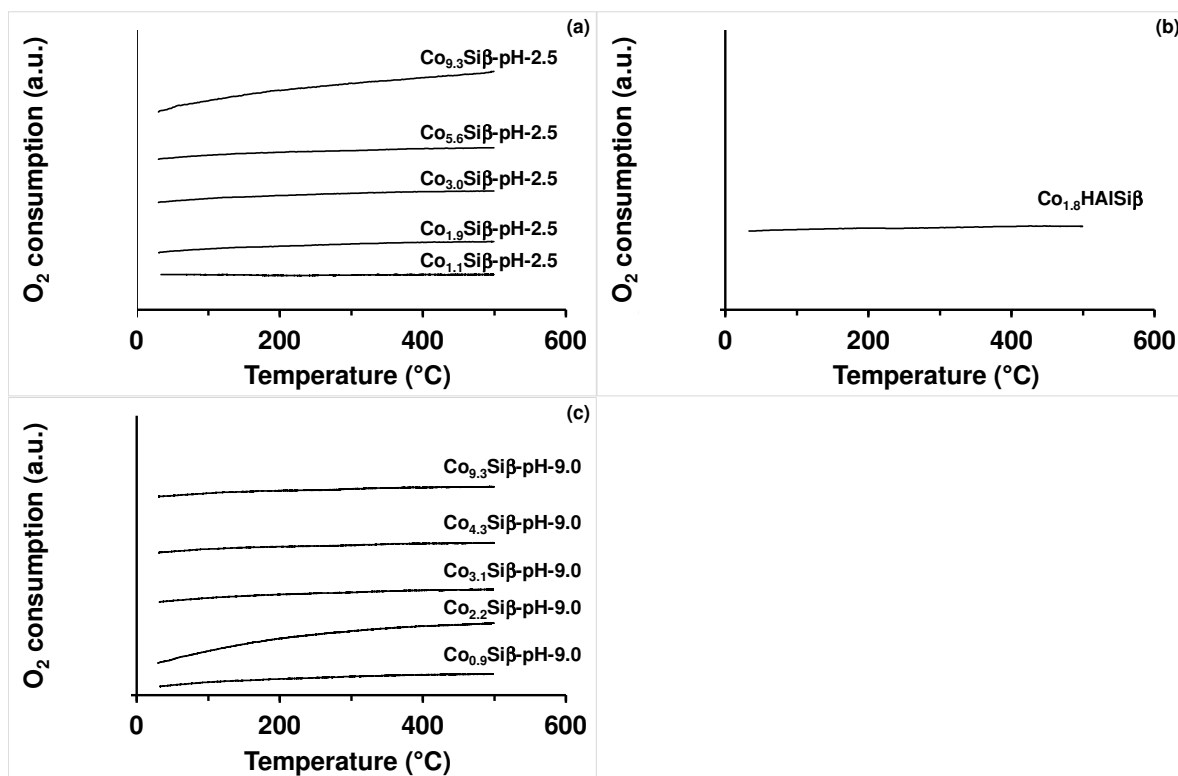 (a)
O2 consumption (a.u.)
Co9.3Siβ-pH-2.5
Co5.6Siβ-pH-2.5
Co3.0Siβ-pH-2.5
Co1.9Siβ-pH-2.5
Co1.1Siβ-pH-2.5
0 200 400 600
Temperature (°C)
(b)
O2 consumption (a.u.)
Co1.8HAlSiβ
0 200 400 600
Temperature (°C)
(c)
O2 consumption (a.u.)
Co9.3Siβ-pH-9.0
Co4.3Siβ-pH-9.0
Co3.1Siβ-pH-9.0
Co2.2Siβ-pH-9.0
Co0.9Siβ-pH-9.0
0 200 400 600
Temperature (°C)